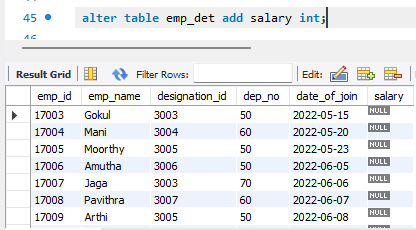 45 alter table emp_det add salary int;
46
Result Grid Filter Rows: Edit:
emp_id emp_name designation_id dep_no date_of_join salary
17003 Gokul 3003 50 2022-05-15 NULL
17004 Mani 3004 60 2022-05-20 NULL
17005 Moorthy 3005 50 2022-05-23 NULL
17006 Amutha 3006 50 2022-06-05 NULL
17007 Jaga 3003 70 2022-06-06 NULL
17008 Pavithra 3007 60 2022-06-07 NULL
17009 Arthi 3005 50 2022-06-08 NULL